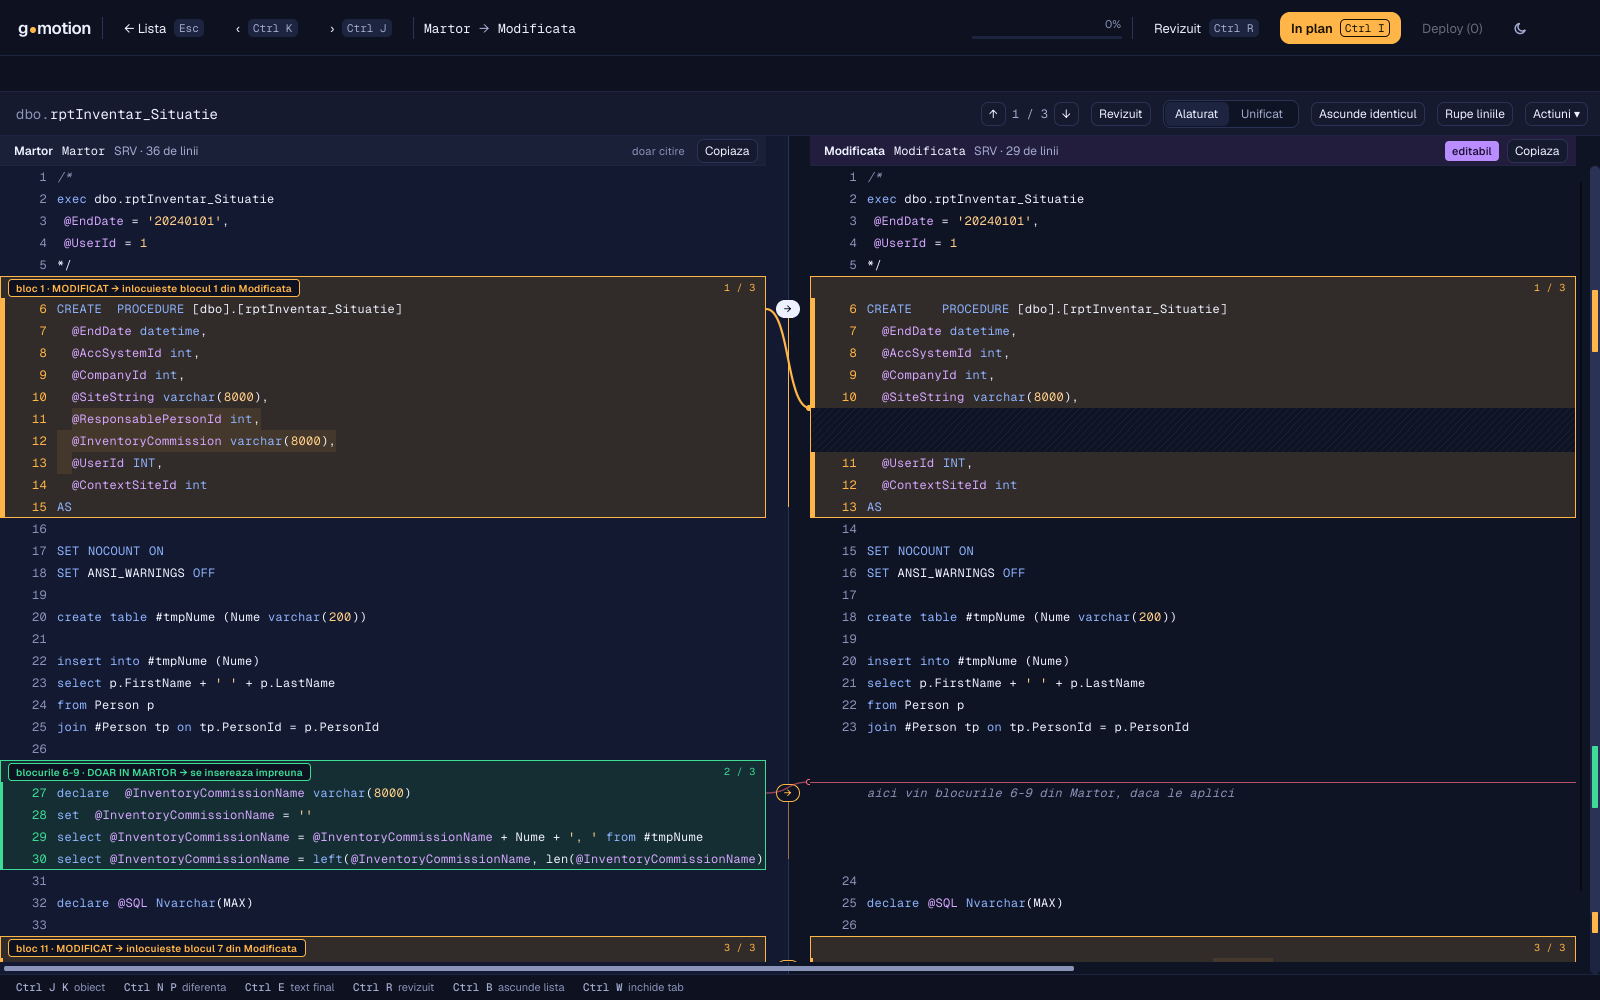 g•motion
← Lista Esc ‹ Ctrl K › Ctrl J Martor → Modificata 0% Revizuit Ctrl R In plan Ctrl I Deploy (0)
dbo.rptInventar_Situatie ↑ 1 / 3 ↓ Revizuit Alaturat Unificat Ascunde identicul Rupe liniile Actiuni ▾
Martor Martor SRV · 36 de linii doar citire Copiaza
1 /*
2 exec dbo.rptInventar_Situatie
3 @EndDate = '20240101',
4 @UserId = 1
5 */
bloc 1 · MODIFICAT → inlocuieste blocul 1 din Modificata 1 / 3
6 CREATE  PROCEDURE [dbo].[rptInventar_Situatie]
7 @EndDate datetime,
8 @AccSystemId int,
9 @CompanyId int,
10 @SiteString varchar(8000),
11 @ResponsablePersonId int,
12 @InventoryCommission varchar(8000),
13 @UserId INT,
14 @ContextSiteId int
15 AS
16
17 SET NOCOUNT ON
18 SET ANSI_WARNINGS OFF
19
20 create table #tmpNume (Nume varchar(200))
21
22 insert into #tmpNume (Nume)
23 select p.FirstName + ' ' + p.LastName
24 from Person p
25 join #Person tp on tp.PersonId = p.PersonId
26
blocurile 6-9 · DOAR IN MARTOR → se insereaza impreuna 2 / 3
27 declare  @InventoryCommissionName varchar(8000)
28 set  @InventoryCommissionName = ''
29 select @InventoryCommissionName = @InventoryCommissionName + Nume + ', ' from #tmpNume
30 select @InventoryCommissionName = left(@InventoryCommissionName, len(@InventoryCommissionName)
31
32 declare @SQL Nvarchar(MAX)
33
bloc 11 · MODIFICAT → inlocuieste blocul 7 din Modificata 3 / 3
→
→
Modificata Modificata SRV · 29 de linii editabil Copiaza
1 /*
2 exec dbo.rptInventar_Situatie
3 @EndDate = '20240101',
4 @UserId = 1
5 */
1 / 3
6 CREATE    PROCEDURE [dbo].[rptInventar_Situatie]
7 @EndDate datetime,
8 @AccSystemId int,
9 @CompanyId int,
10 @SiteString varchar(8000),
11 @UserId INT,
12 @ContextSiteId int
13 AS
14
15 SET NOCOUNT ON
16 SET ANSI_WARNINGS OFF
17
18 create table #tmpNume (Nume varchar(200))
19
20 insert into #tmpNume (Nume)
21 select p.FirstName + ' ' + p.LastName
22 from Person p
23 join #Person tp on tp.PersonId = p.PersonId
aici vin blocurile 6-9 din Martor, daca le aplici
24
25 declare @SQL Nvarchar(MAX)
26
3 / 3
Ctrl J K obiect Ctrl N P diferenta Ctrl E text final Ctrl R revizuit Ctrl B ascunde lista Ctrl W inchide tab